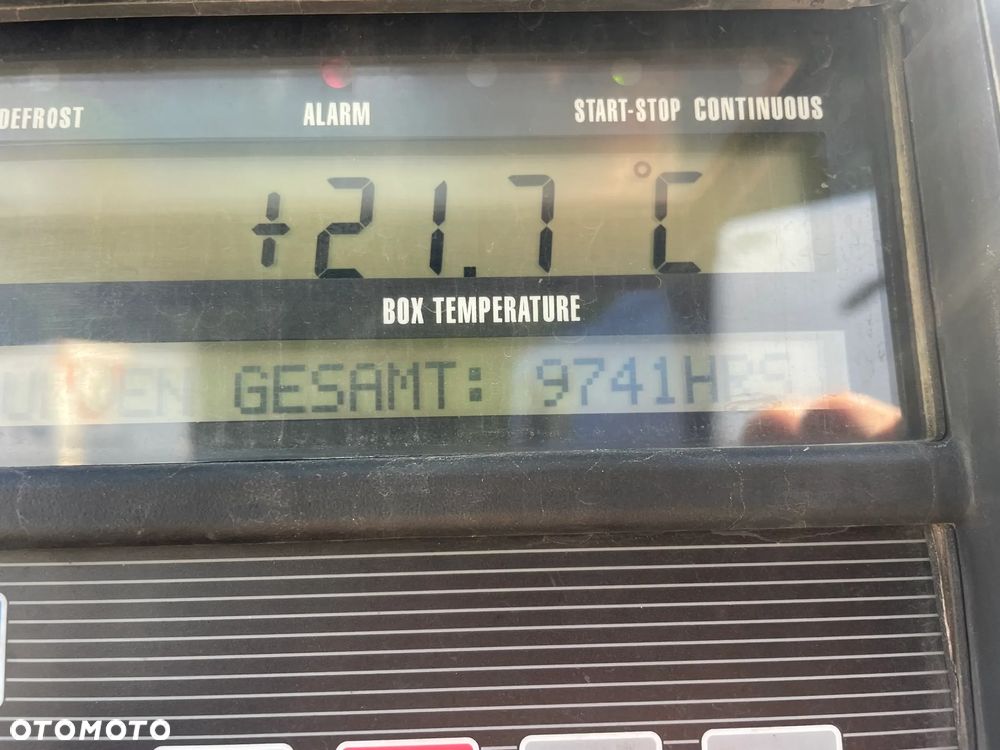 DEFROST ALARM START-STOP CONTINUOUS
+21.7 °C
BOX TEMPERATURE
GESAMT: 9741HRS
OTOMOTO